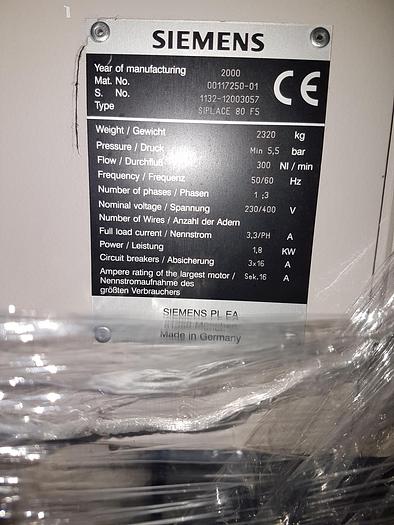 SIEMENS
Year of manufacturing 2000
Mat. No. 00117250-01
S. No. 1132-12003057
Type SIPLACE 80 F5
CE
Weight / Gewicht 2320 kg
Pressure / Druck Min 5,5 bar
Flow / Durchfluß 300 Nl / min
Frequency / Frequenz 50/60 Hz
Number of phases / Phasen 1 ;3
Nominal voltage / Spannung 230/400 V
Number of Wires / Anzahl der Adern
Full load current / Nennstrom 3,3/PH A
Power / Leistung 1,8 KW
Circuit breakers / Absicherung 3x16 A
Ampere rating of the largest motor / Sek.16 A
Nennstromaufnahme des
größten Verbrauchers
SIEMENS PL EA
Made in Germany